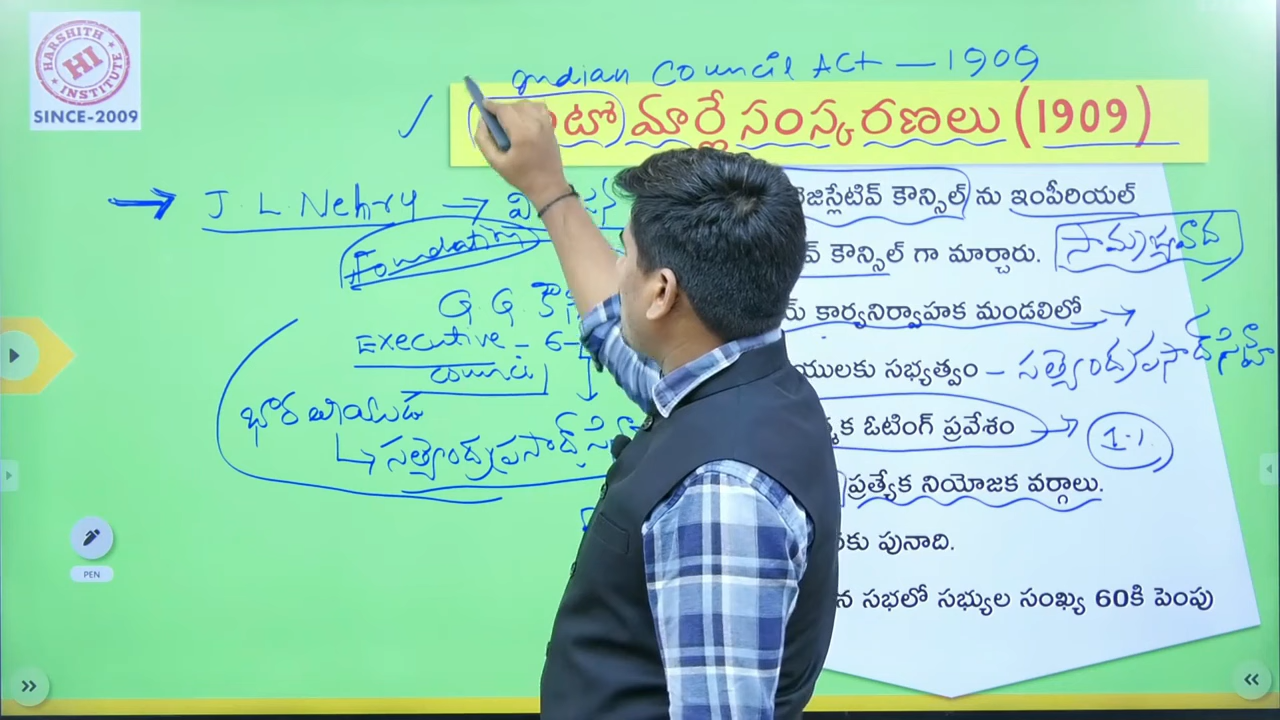 HARSHITH
HI
INSTITUTE
SINCE-2009
Indian Council Act — 1909
మార్లే సంస్కరణలు (1909)
J. L. Nehru →
Foundation
కౌన్సిల్ ను ఇంపీరియల్
కౌన్సిల్ గా మార్చారు.
సామ్రాజ్యవాద
G. G.
కార్యనిర్వాహక మండలిలో →
Executive - 6
council
సభ్యత్వం - సత్యేంద్రప్రసాద్ సిన్హా
భారతీయుడు
ఓటింగ్ ప్రవేశం → 1.1
↳ సత్యేంద్రప్రసాద్
ప్రత్యేక నియోజక వర్గాలు.
పునాది.
సభలో సభ్యుల సంఖ్య 60కి పెంపు
PEN